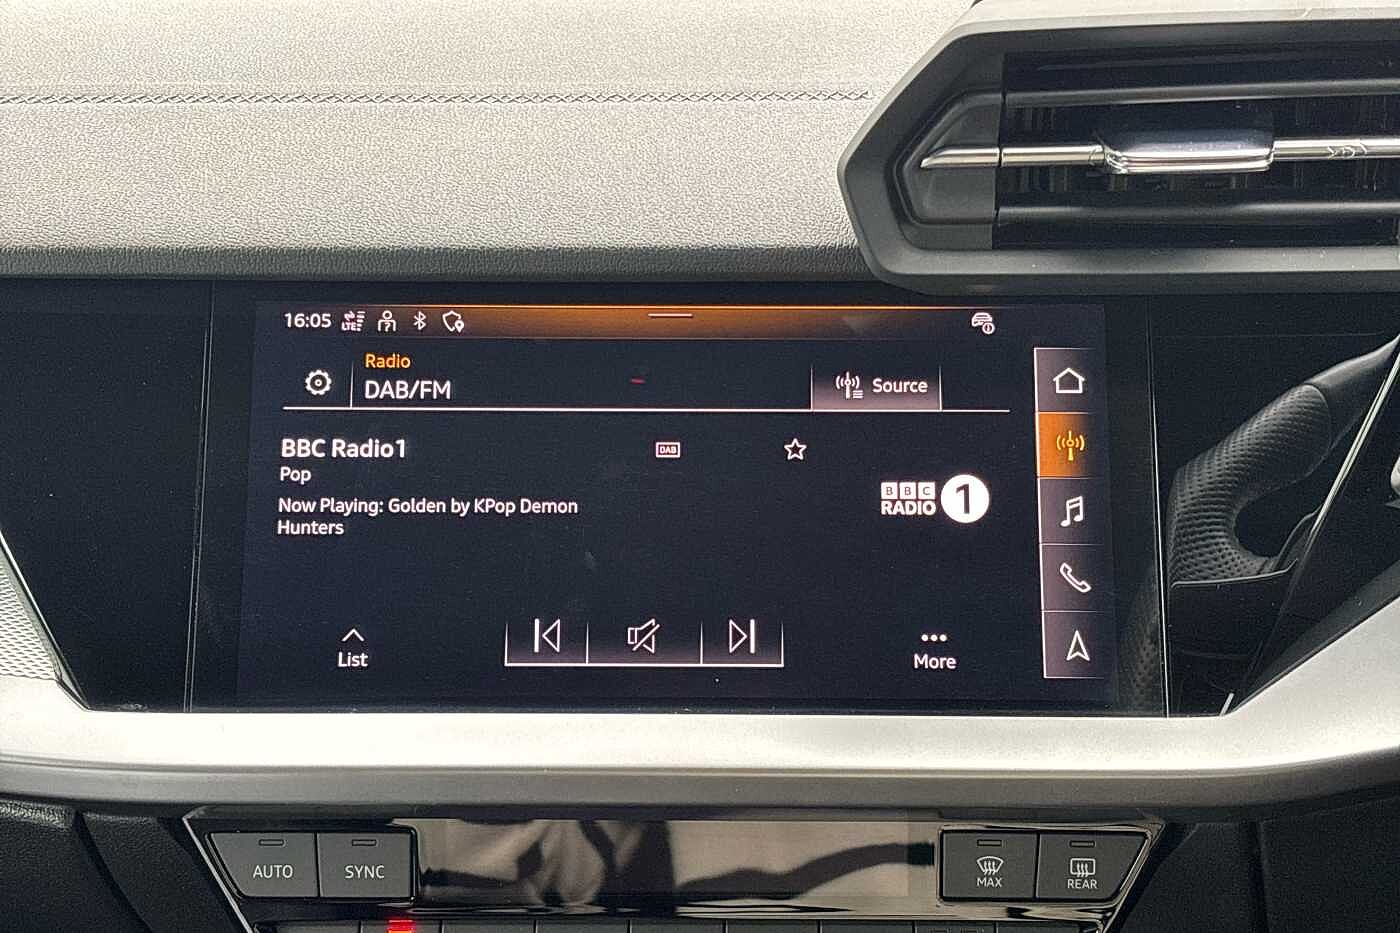 16:05 LTE
Radio
DAB/FM
Source
BBC Radio1
DAB
Pop
Now Playing: Golden by KPop Demon
Hunters
BBC
RADIO 1
List
More
AUTO
SYNC
MAX
REAR